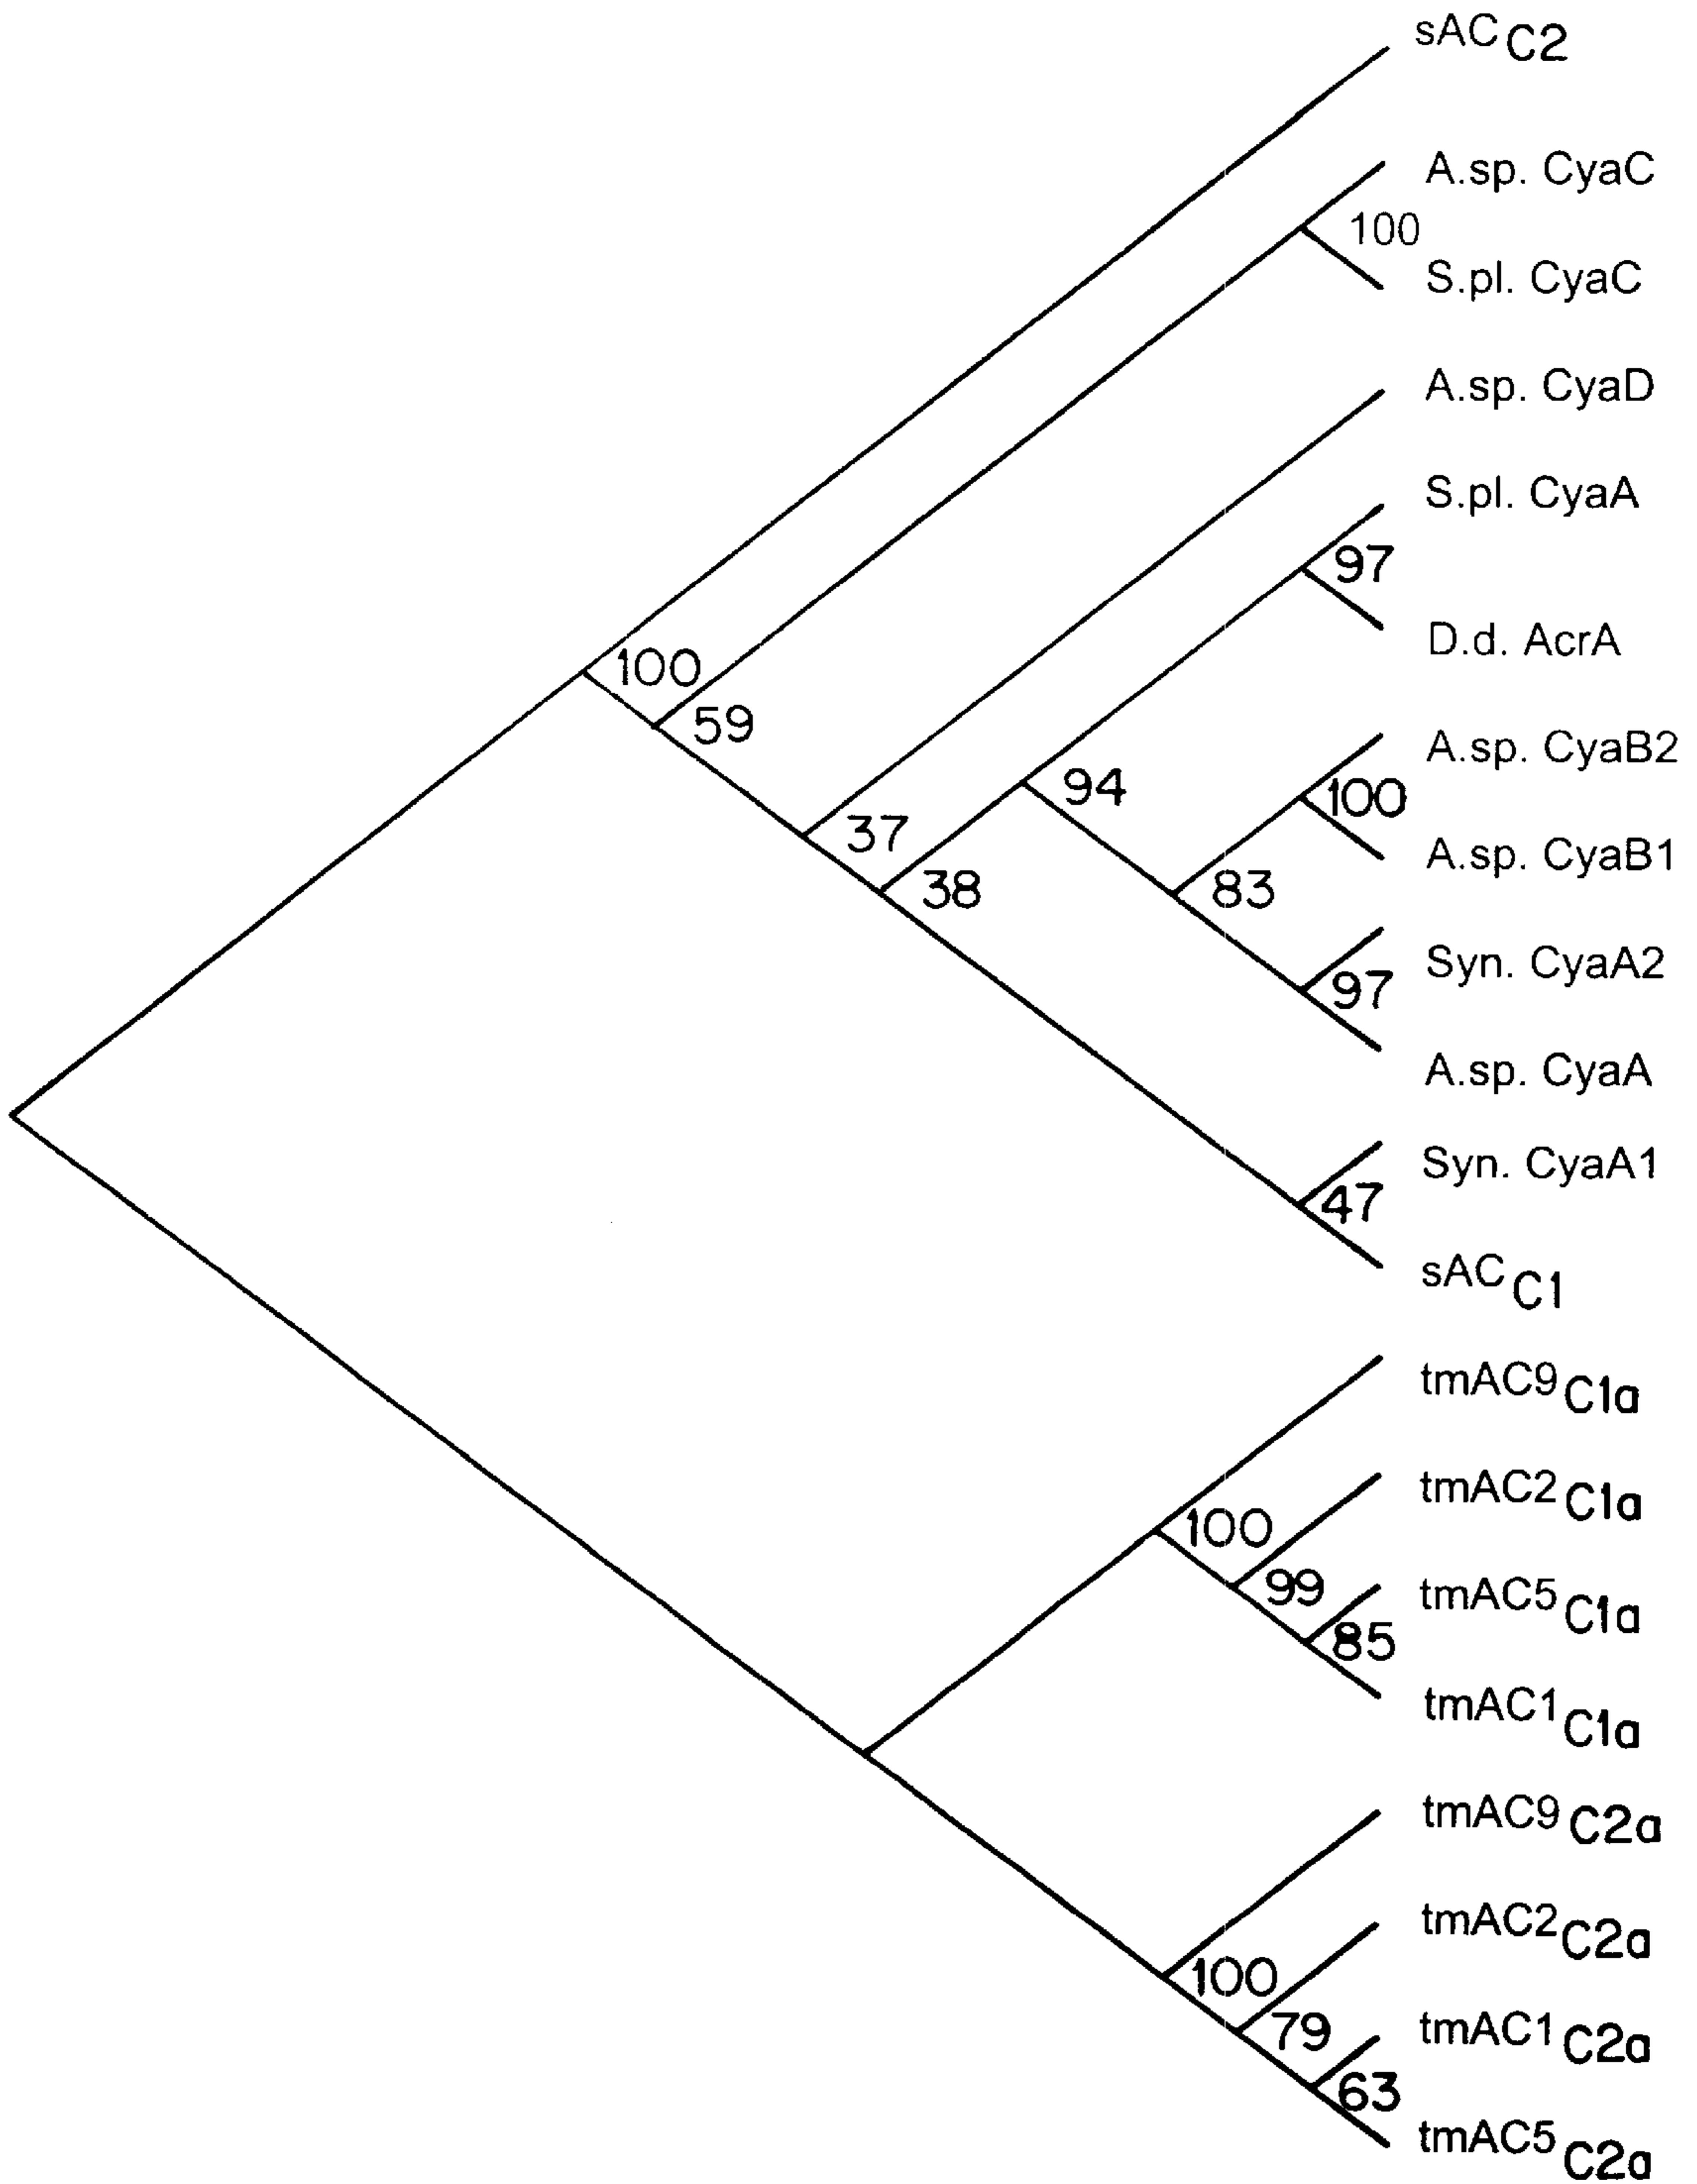 sAC C2
A.sp. CyaC
100
S.pl. CyaC
A.sp. CyaD
S.pl. CyaA
97
D.d. AcrA
100
59
A.sp. CyaB2
94
100
37
A.sp. CyaB1
38
83
Syn. CyaA2
97
A.sp. CyaA
Syn. CyaA1
47
sAC C1
tmAC9 C1a
tmAC2 C1a
100
99
tmAC5 C1a
85
tmAC1 C1a
tmAC9 C2a
tmAC2 C2a
100
79
tmAC1 C2a
63
tmAC5 C2a